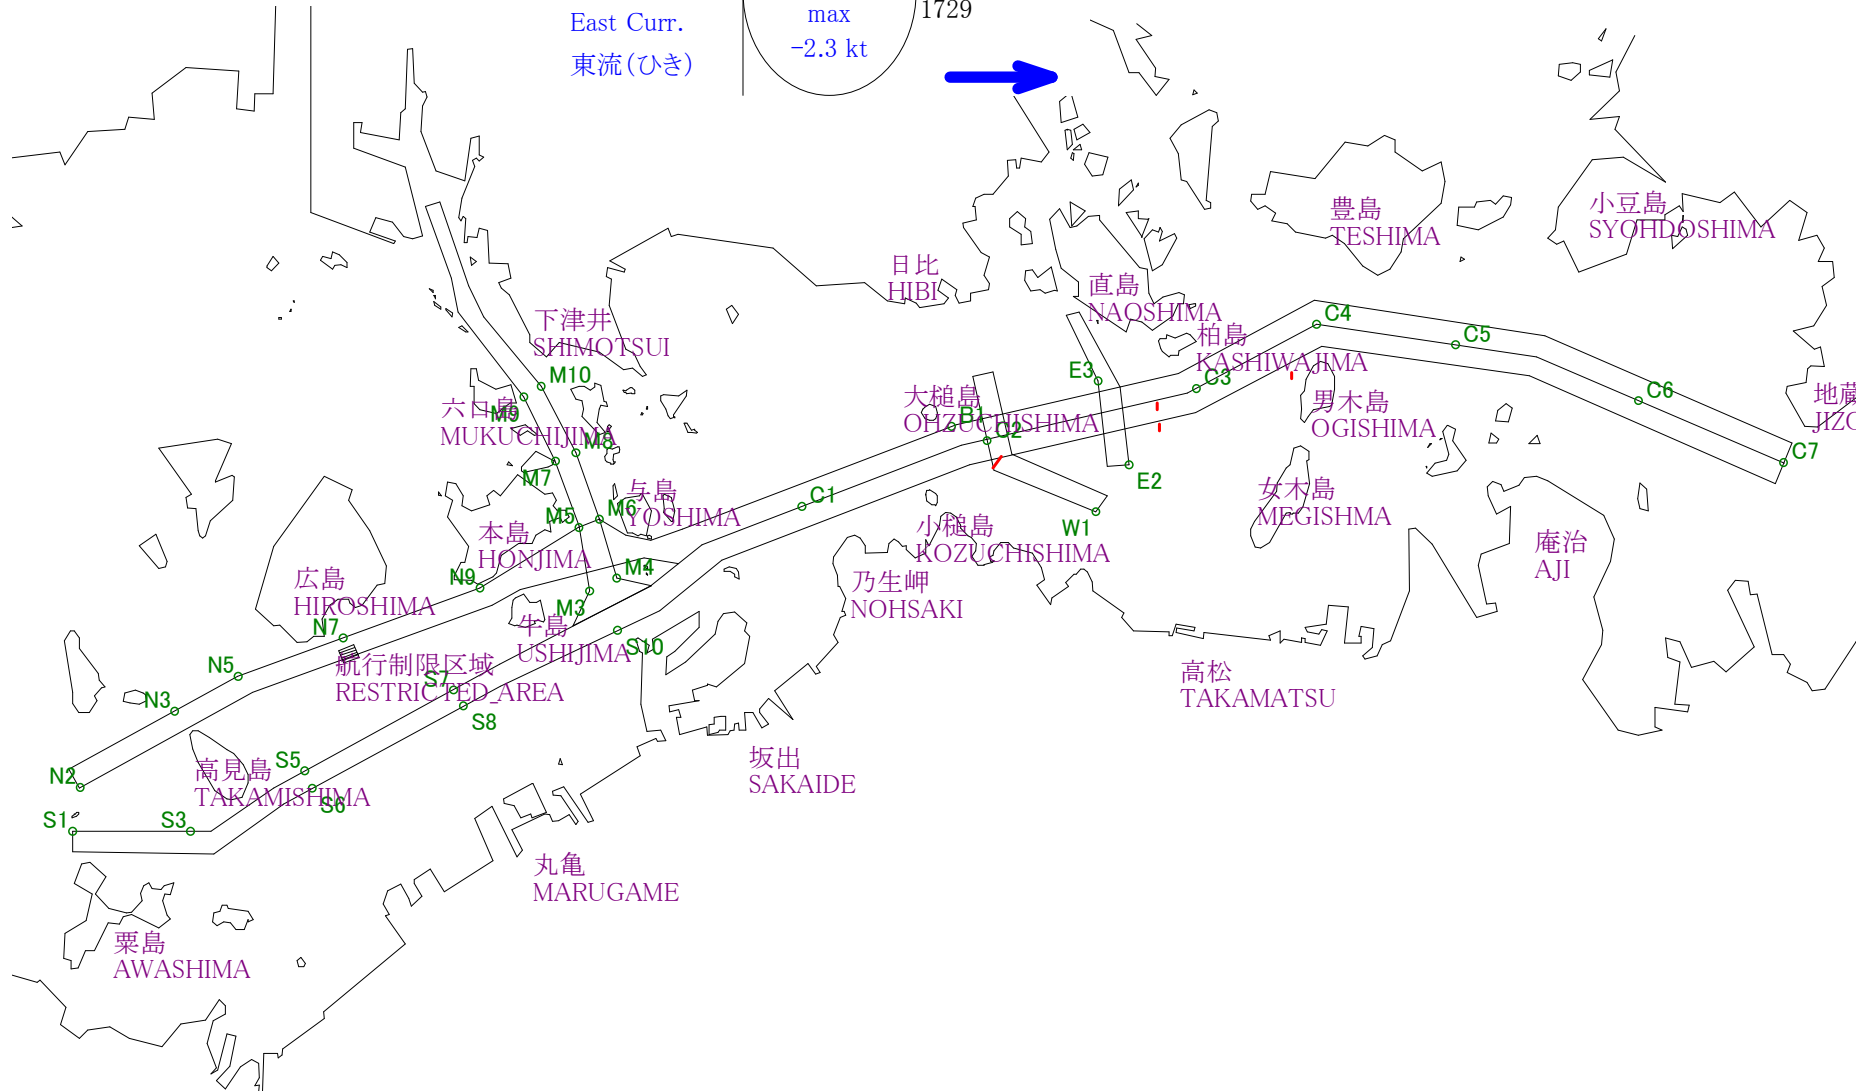 East Curr.
東流(ひき)
max
-2.3 kt
1729
豊島
TESHIMA
小豆島
SYOHDOSHIMA
日比
HIBI
直島
NAOSHIMA
下津井
SHIMOTSUI
柏島
KASHIWAJIMA
C4
C5
M10
E3
C3
六口島
MUKUCHIJIMA
M9
大槌島
OHZUCHISHIMA
B1
C2
男木島
OGISHIMA
C6
地蔵
JIZO
M8
M7
C7
E2
与島
YOSHIMA
C1
女木島
MEGISHMA
M6
M5
W1
本島
HONJIMA
小槌島
KOZUCHISHIMA
庵治
AJI
M4
N9
乃生岬
NOHSAKI
広島
HIROSHIMA
M3
N7
牛島
USHIJIMA
S10
航行制限区域
RESTRICTED_AREA
N5
S7
高松
TAKAMATSU
N3
S8
N2
高見島
TAKAMISHIMA
S5
S6
坂出
SAKAIDE
S1
S3
丸亀
MARUGAME
粟島
AWASHIMA